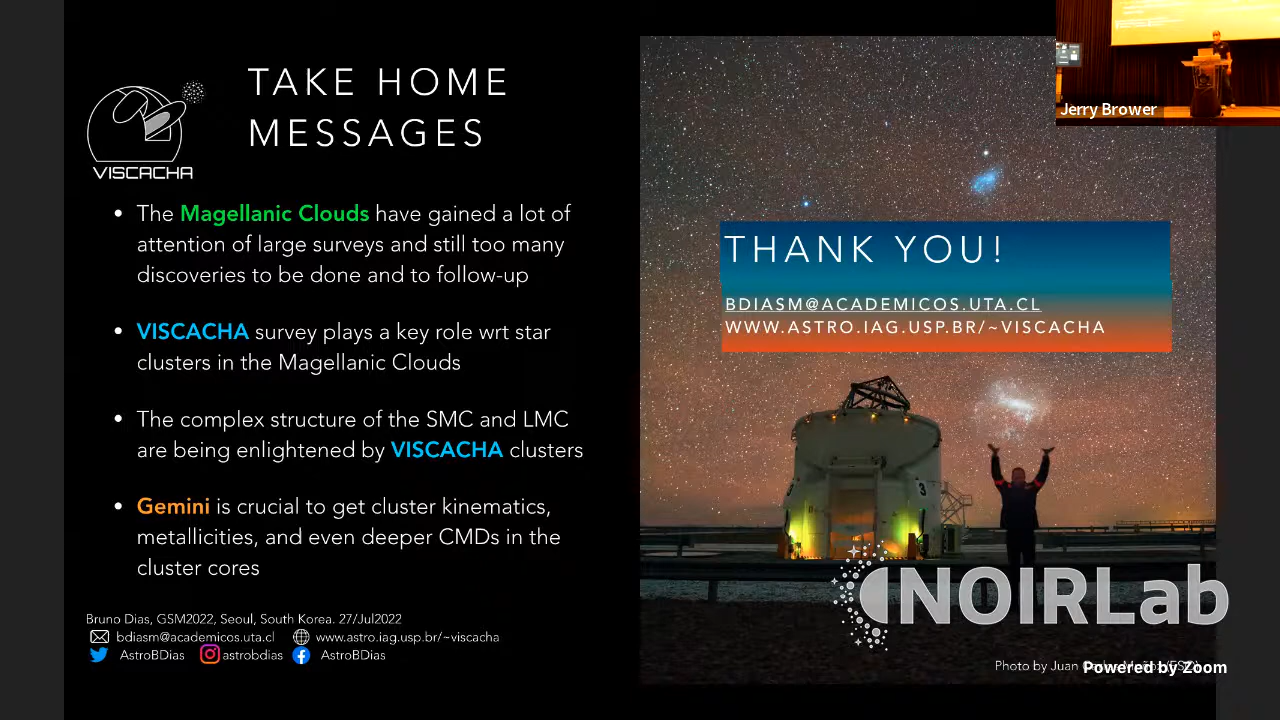 TAKE HOME
MESSAGES
VISCACHA
• The Magellanic Clouds have gained a lot of
attention of large surveys and still too many
discoveries to be done and to follow-up
• VISCACHA survey plays a key role wrt star
clusters in the Magellanic Clouds
• The complex structure of the SMC and LMC
are being enlightened by VISCACHA clusters
• Gemini is crucial to get cluster kinematics,
metallicities, and even deeper CMDs in the
cluster cores
Bruno Dias, GSM2022, Seoul, South Korea. 27/Jul2022
bdiasm@academicos.uta.cl www.astro.iag.usp.br/~viscacha
AstroBDias astrobdias AstroBDias
Jerry Brower
THANK YOU!
BDIASM@ACADEMICOS.UTA.CL
WWW.ASTRO.IAG.USP.BR/~VISCACHA
3
NOIRLab
Photo by Juan
Powered by Zoom